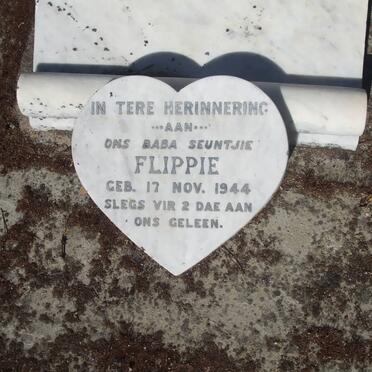 IN TERE HERINNERING
...AAN...
ONS BABA SEUNTJIE
FLIPPIE
GEB. 17 NOV. 1944
SLEGS VIR 2 DAE AAN
ONS GELEEN.